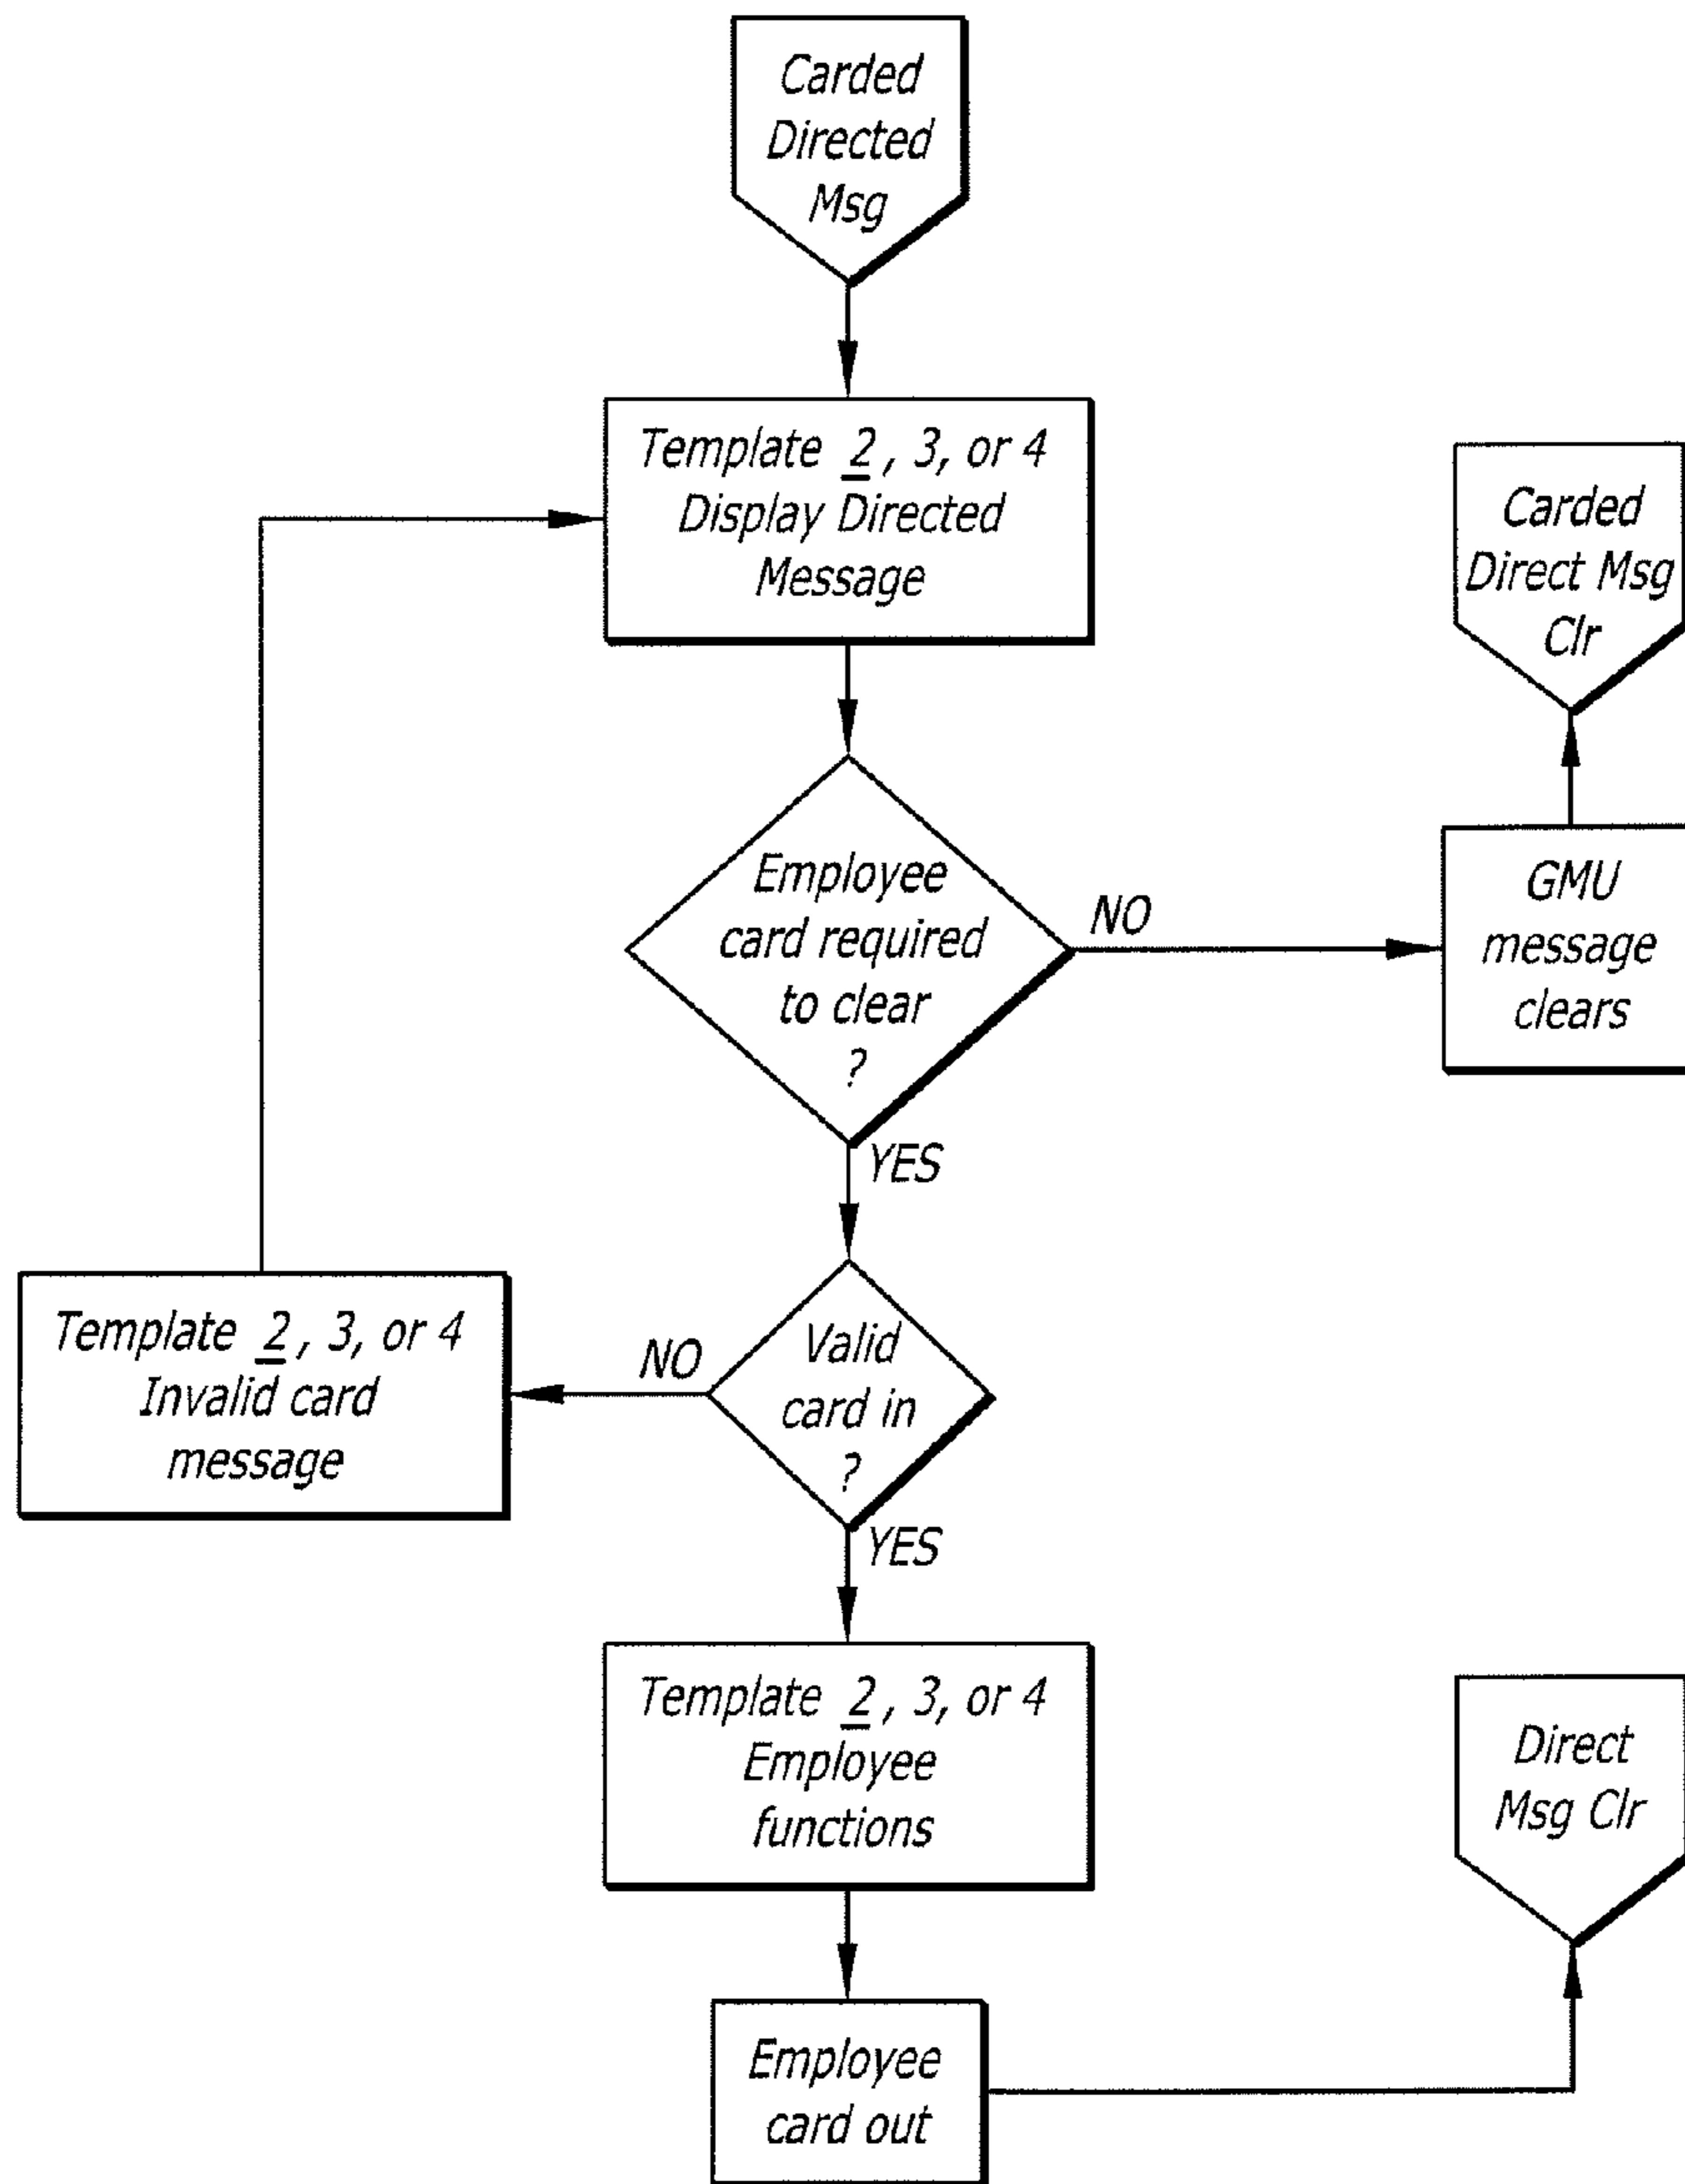 Carded
Directed
Msg
Template 2, 3, or 4
Display Directed
Message
Carded
Direct Msg
Clr
Employee
card required
to clear
?
NO
GMU
message
clears
YES
Template 2, 3, or 4
Invalid card
message
NO
Valid
card in
?
YES
Template 2, 3, or 4
Employee
functions
Direct
Msg Clr
Employee
card out